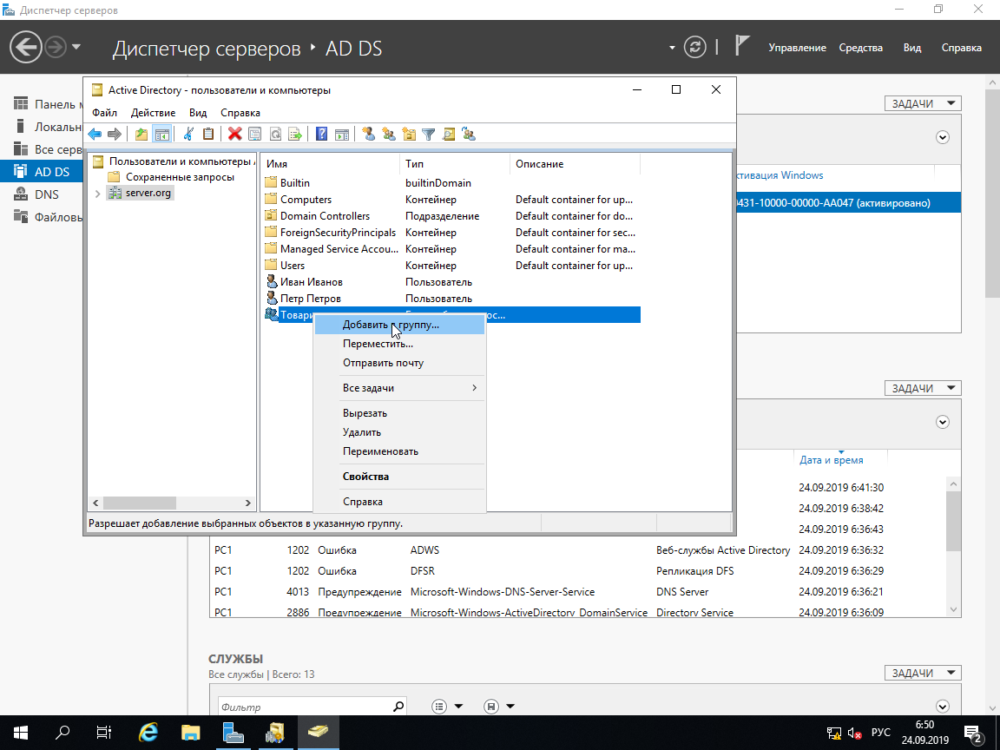 Диспетчер серверов
Диспетчер серверов ‣ AD DS
Управление Средства Вид Справка
Панель
Локальн
Все серв
AD DS
DNS
Файловы
Active Directory - пользователи и компьютеры
Файл Действие Вид Справка
Пользователи и компьютеры
Сохраненные запросы
server.org
Имя Тип Описание
Builtin builtinDomain
Computers Контейнер Default container for up...
Domain Controllers Подразделение Default container for do...
ForeignSecurityPrincipals Контейнер Default container for sec...
Managed Service Accou... Контейнер Default container for ma...
Users Контейнер Default container for up...
Иван Иванов Пользователь
Петр Петров Пользователь
Товари
Добавить в группу...
Переместить...
Отправить почту
Все задачи
Вырезать
Удалить
Переименовать
Свойства
Справка
Разрешает добавление выбранных объектов в указанную группу.
ЗАДАЧИ
ктивация Windows
0431-10000-00000-AA047 (активировано)
ЗАДАЧИ
Дата и время
24.09.2019 6:41:30
24.09.2019 6:38:42
24.09.2019 6:36:43
PC1 1202 Ошибка ADWS Веб-службы Active Directory 24.09.2019 6:36:32
PC1 1202 Ошибка DFSR Репликация DFS 24.09.2019 6:36:29
PC1 4013 Предупреждение Microsoft-Windows-DNS-Server-Service DNS Server 24.09.2019 6:36:21
PC1 2886 Предупреждение Microsoft-Windows-ActiveDirectory_DomainService Directory Service 24.09.2019 6:36:09
СЛУЖБЫ
Все службы | Всего: 13
ЗАДАЧИ
Фильтр
РУС
6:50
24.09.2019
2